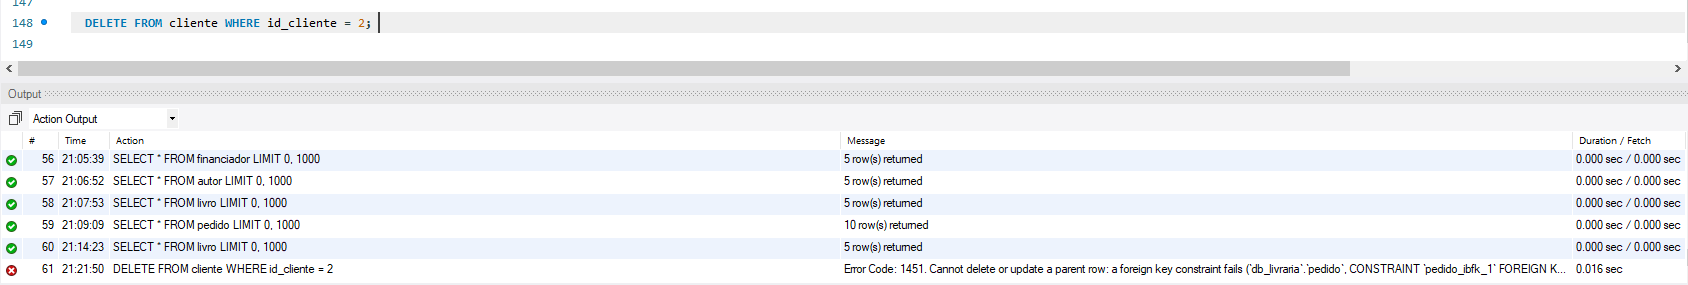 147
148 DELETE FROM cliente WHERE id_cliente = 2;
149
Output
Action Output
# Time Action Message Duration / Fetch
56 21:05:39 SELECT * FROM financiador LIMIT 0, 1000 5 row(s) returned 0.000 sec / 0.000 sec
57 21:06:52 SELECT * FROM autor LIMIT 0, 1000 5 row(s) returned 0.000 sec / 0.000 sec
58 21:07:53 SELECT * FROM livro LIMIT 0, 1000 5 row(s) returned 0.000 sec / 0.000 sec
59 21:09:09 SELECT * FROM pedido LIMIT 0, 1000 10 row(s) returned 0.000 sec / 0.000 sec
60 21:14:23 SELECT * FROM livro LIMIT 0, 1000 5 row(s) returned 0.000 sec / 0.000 sec
61 21:21:50 DELETE FROM cliente WHERE id_cliente = 2 Error Code: 1451. Cannot delete or update a parent row: a foreign key constraint fails (`db_livraria`.`pedido`, CONSTRAINT `pedido_ibfk_1` FOREIGN K... 0.016 sec